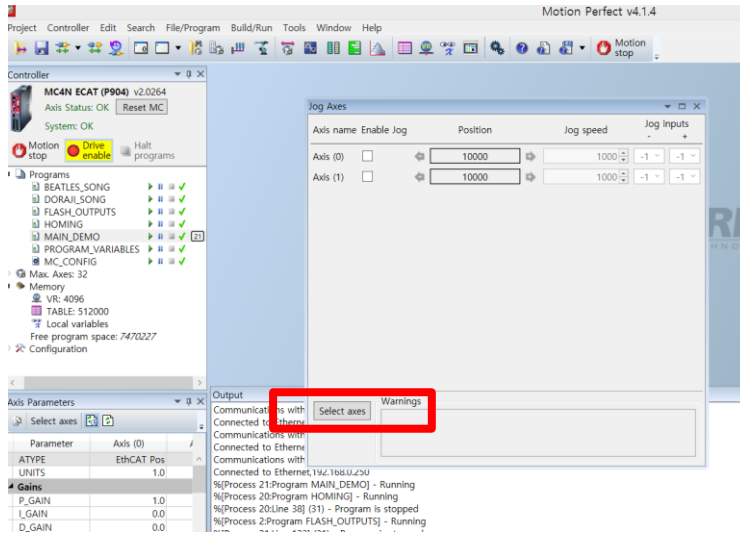 Motion Perfect v4.1.4
Project Controller Edit Search File/Program Build/Run Tools Window Help
Motion
stop
Controller
MC4N ECAT (P904) v2.0264
Axis Status: OK Reset MC
System: OK
Motion
stop
Drive
enable
Halt
programs
Programs
BEATLES_SONG
DORAJI_SONG
FLASH_OUTPUTS
HOMING
MAIN_DEMO 21
PROGRAM_VARIABLES
MC_CONFIG
Max. Axes: 32
Memory
VR: 4096
TABLE: 512000
Local variables
Free program space: 7470227
Configuration
Axis Parameters
Select axes
Parameter Axis (0)
ATYPE EthCAT Pos
UNITS 1.0
Gains
P_GAIN 1.0
I_GAIN 0.0
D_GAIN 0.0
Jog Axes
Axis name Enable Jog Position Jog speed Jog inputs
- +
Axis (0) 10000 1000 -1 -1
Axis (1) 10000 1000 -1 -1
Select axes
Warnings
Output
Communications with
Connected to Etherne
Communications with
Connected to Etherne
Communications with
Connected to Ethernet,192.168.0.250
%[Process 21:Program MAIN_DEMO] - Running
%[Process 20:Program HOMING] - Running
%[Process 20:Line 38] (31) - Program is stopped
%[Process 2:Program FLASH_OUTPUTS] - Running